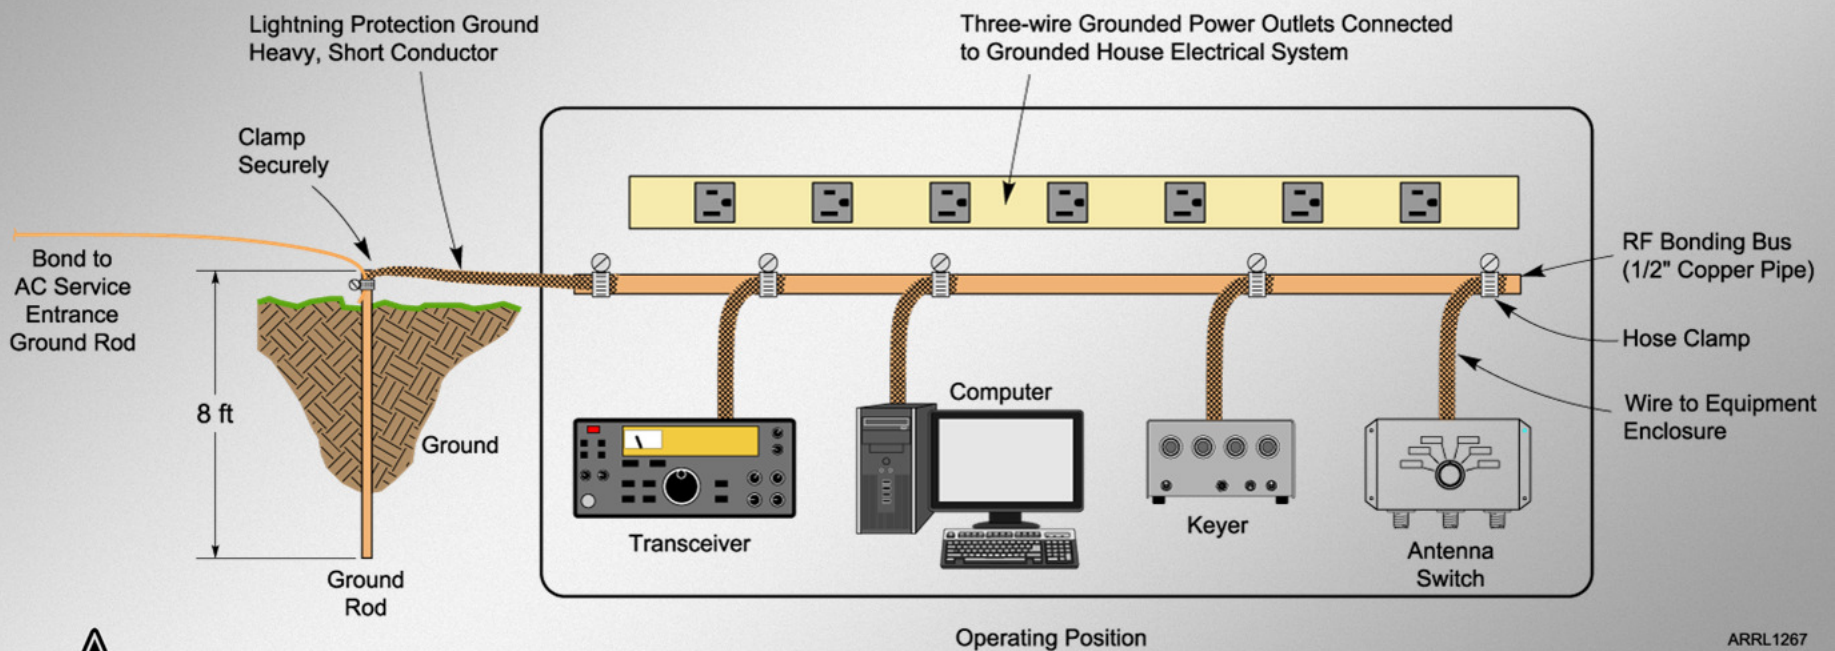 Lightning Protection Ground
Heavy, Short Conductor
Three-wire Grounded Power Outlets Connected
to Grounded House Electrical System
Clamp
Securely
Bond to
AC Service
Entrance
Ground Rod
8 ft
Ground
Ground
Rod
RF Bonding Bus
(1/2" Copper Pipe)
Hose Clamp
Wire to Equipment
Enclosure
Computer
Transceiver
Keyer
Antenna
Switch
Operating Position
ARRL1267